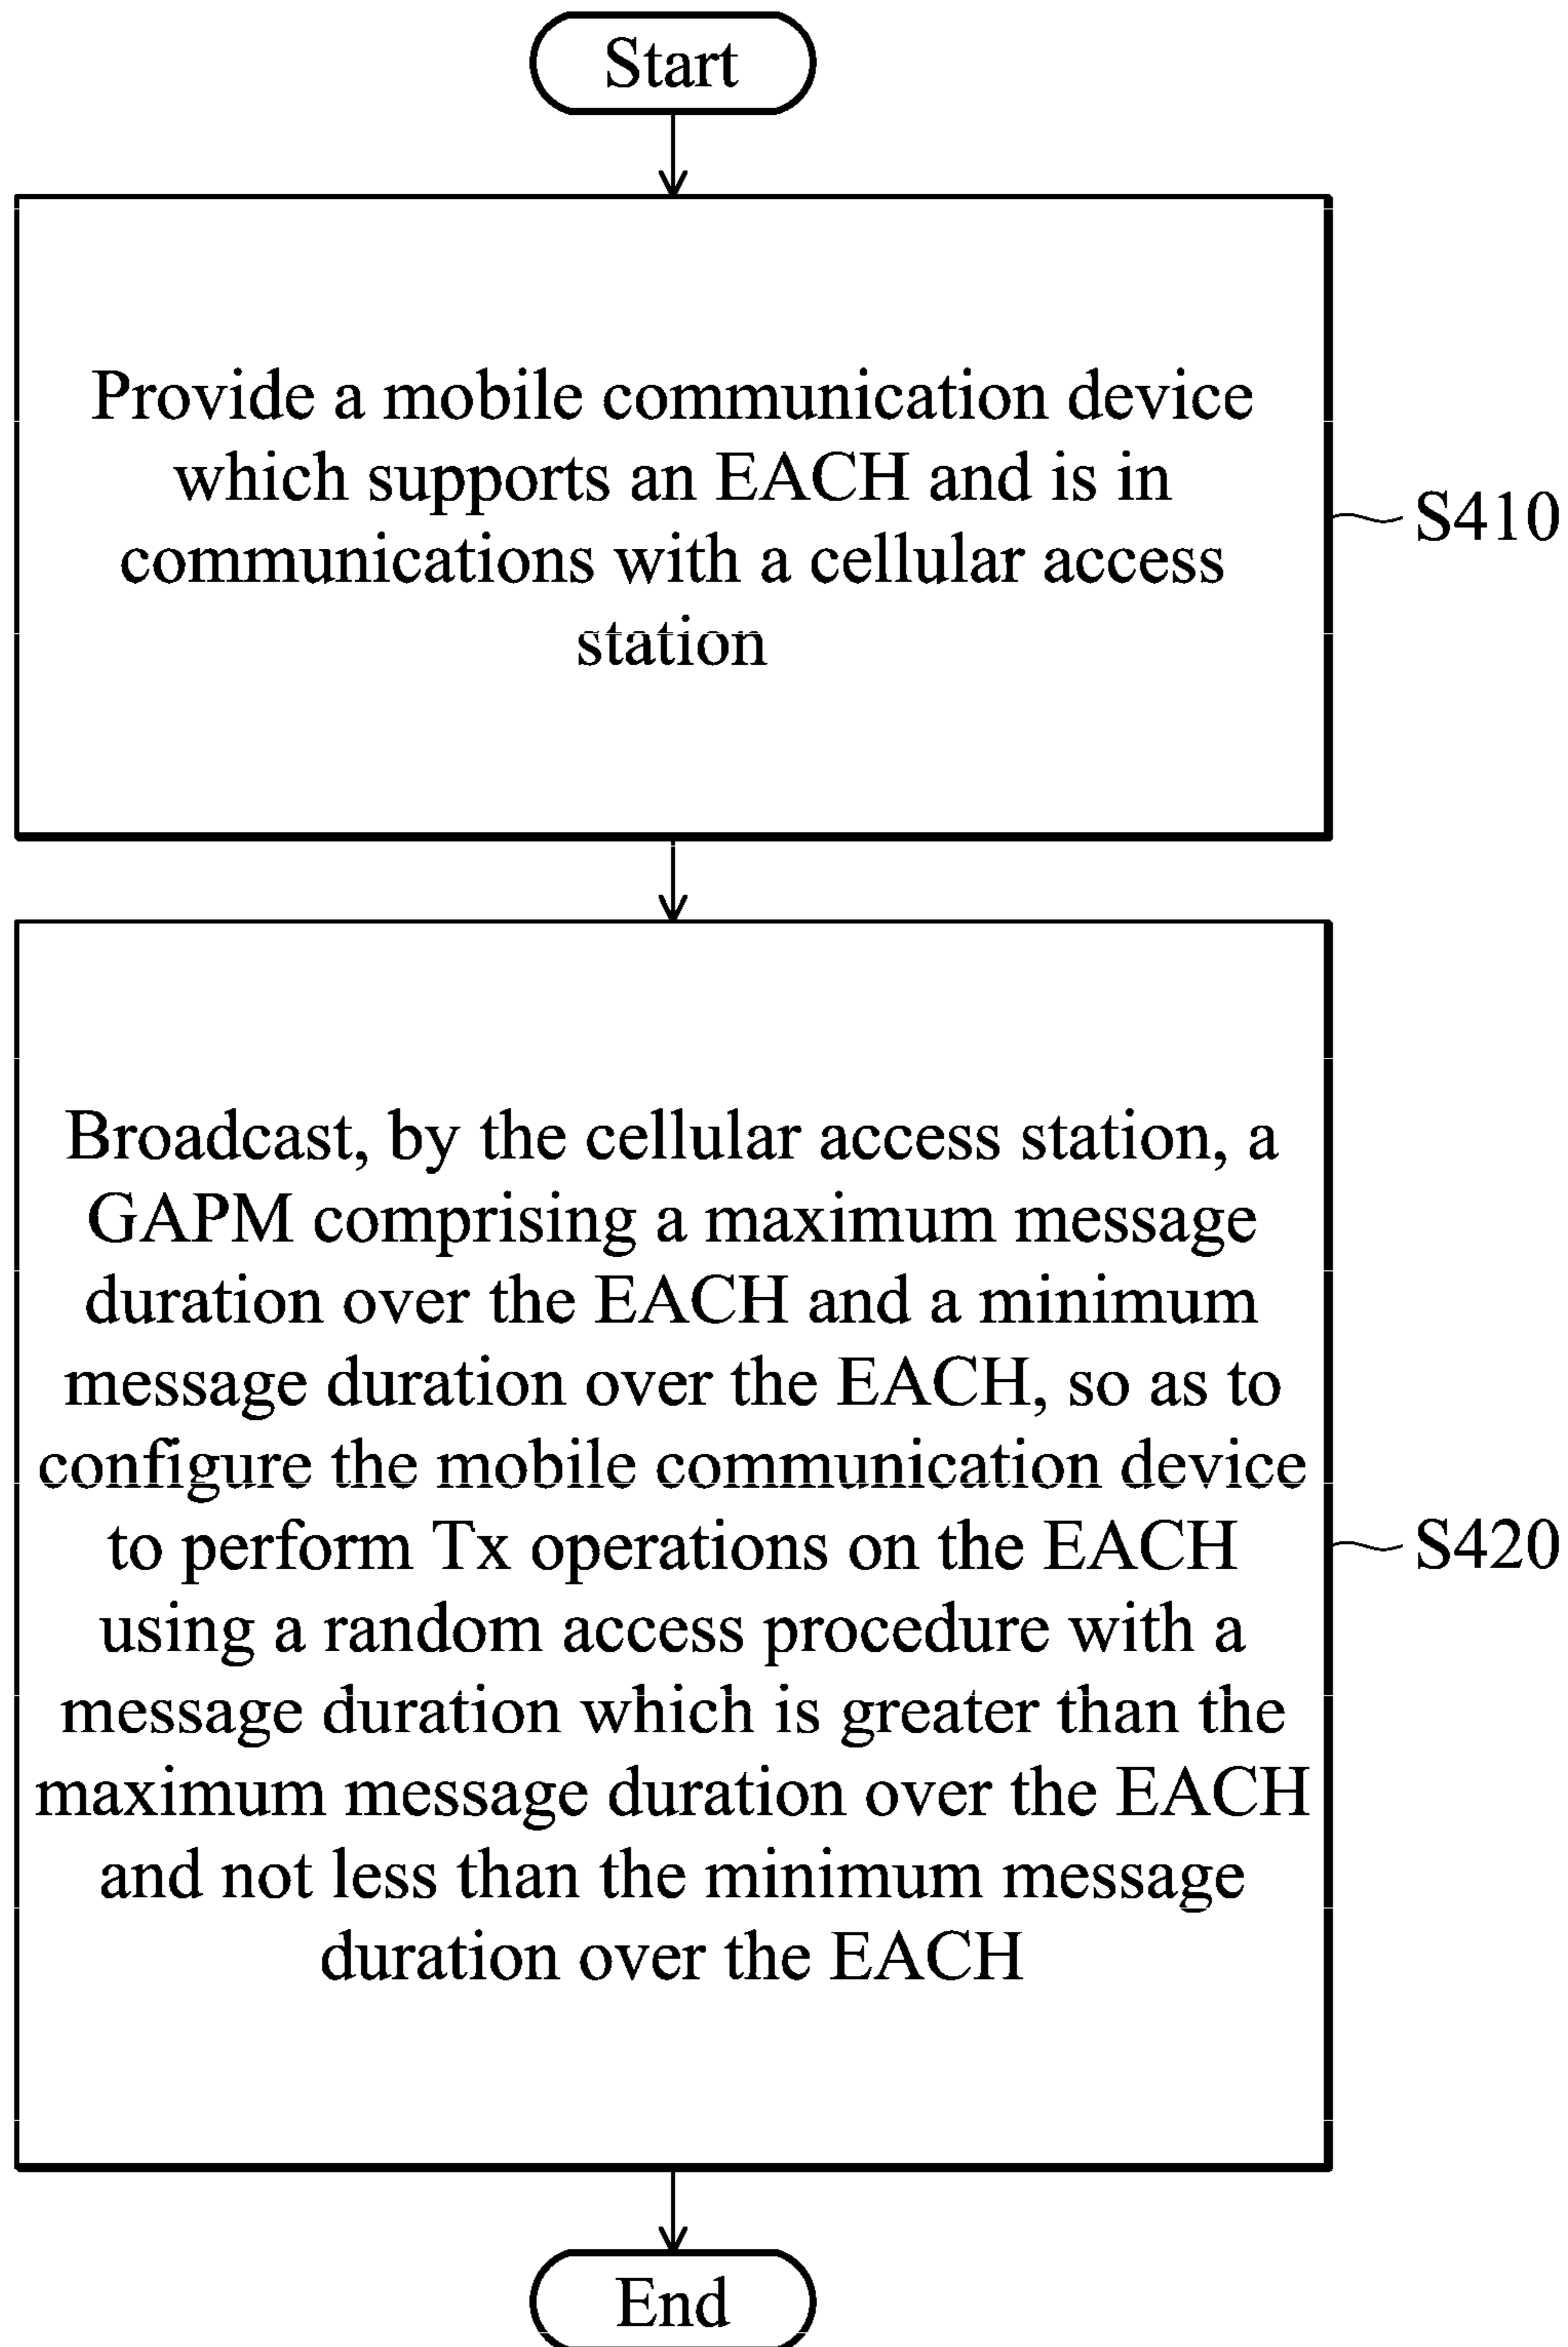 Start
Provide a mobile communication device
which supports an EACH and is in
communications with a cellular access
station
S410
Broadcast, by the cellular access station, a
GAPM comprising a maximum message
duration over the EACH and a minimum
message duration over the EACH, so as to
configure the mobile communication device
to perform Tx operations on the EACH
using a random access procedure with a
message duration which is greater than the
maximum message duration over the EACH
and not less than the minimum message
duration over the EACH
S420
End